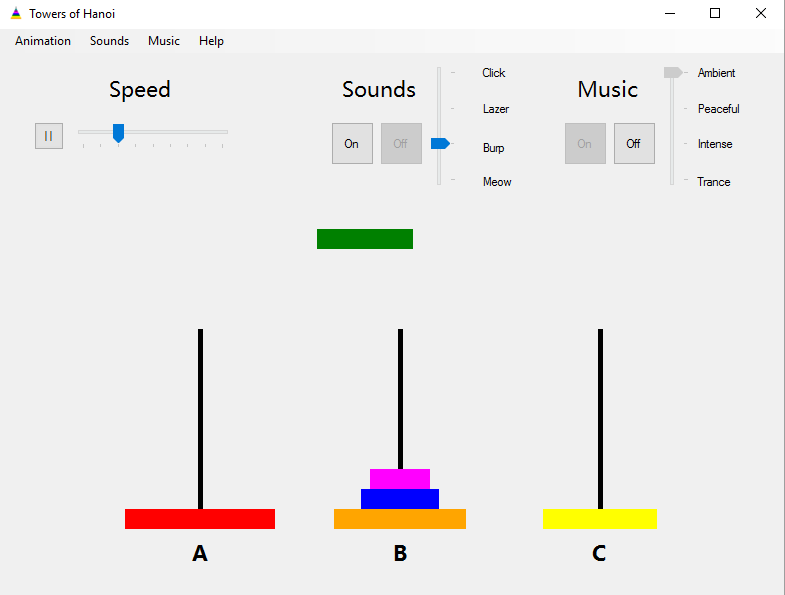 Towers of Hanoi
Animation Sounds Music Help
Speed
Sounds
On Off
Click
Lazer
Burp
Meow
Music
On Off
Ambient
Peaceful
Intense
Trance
A B C